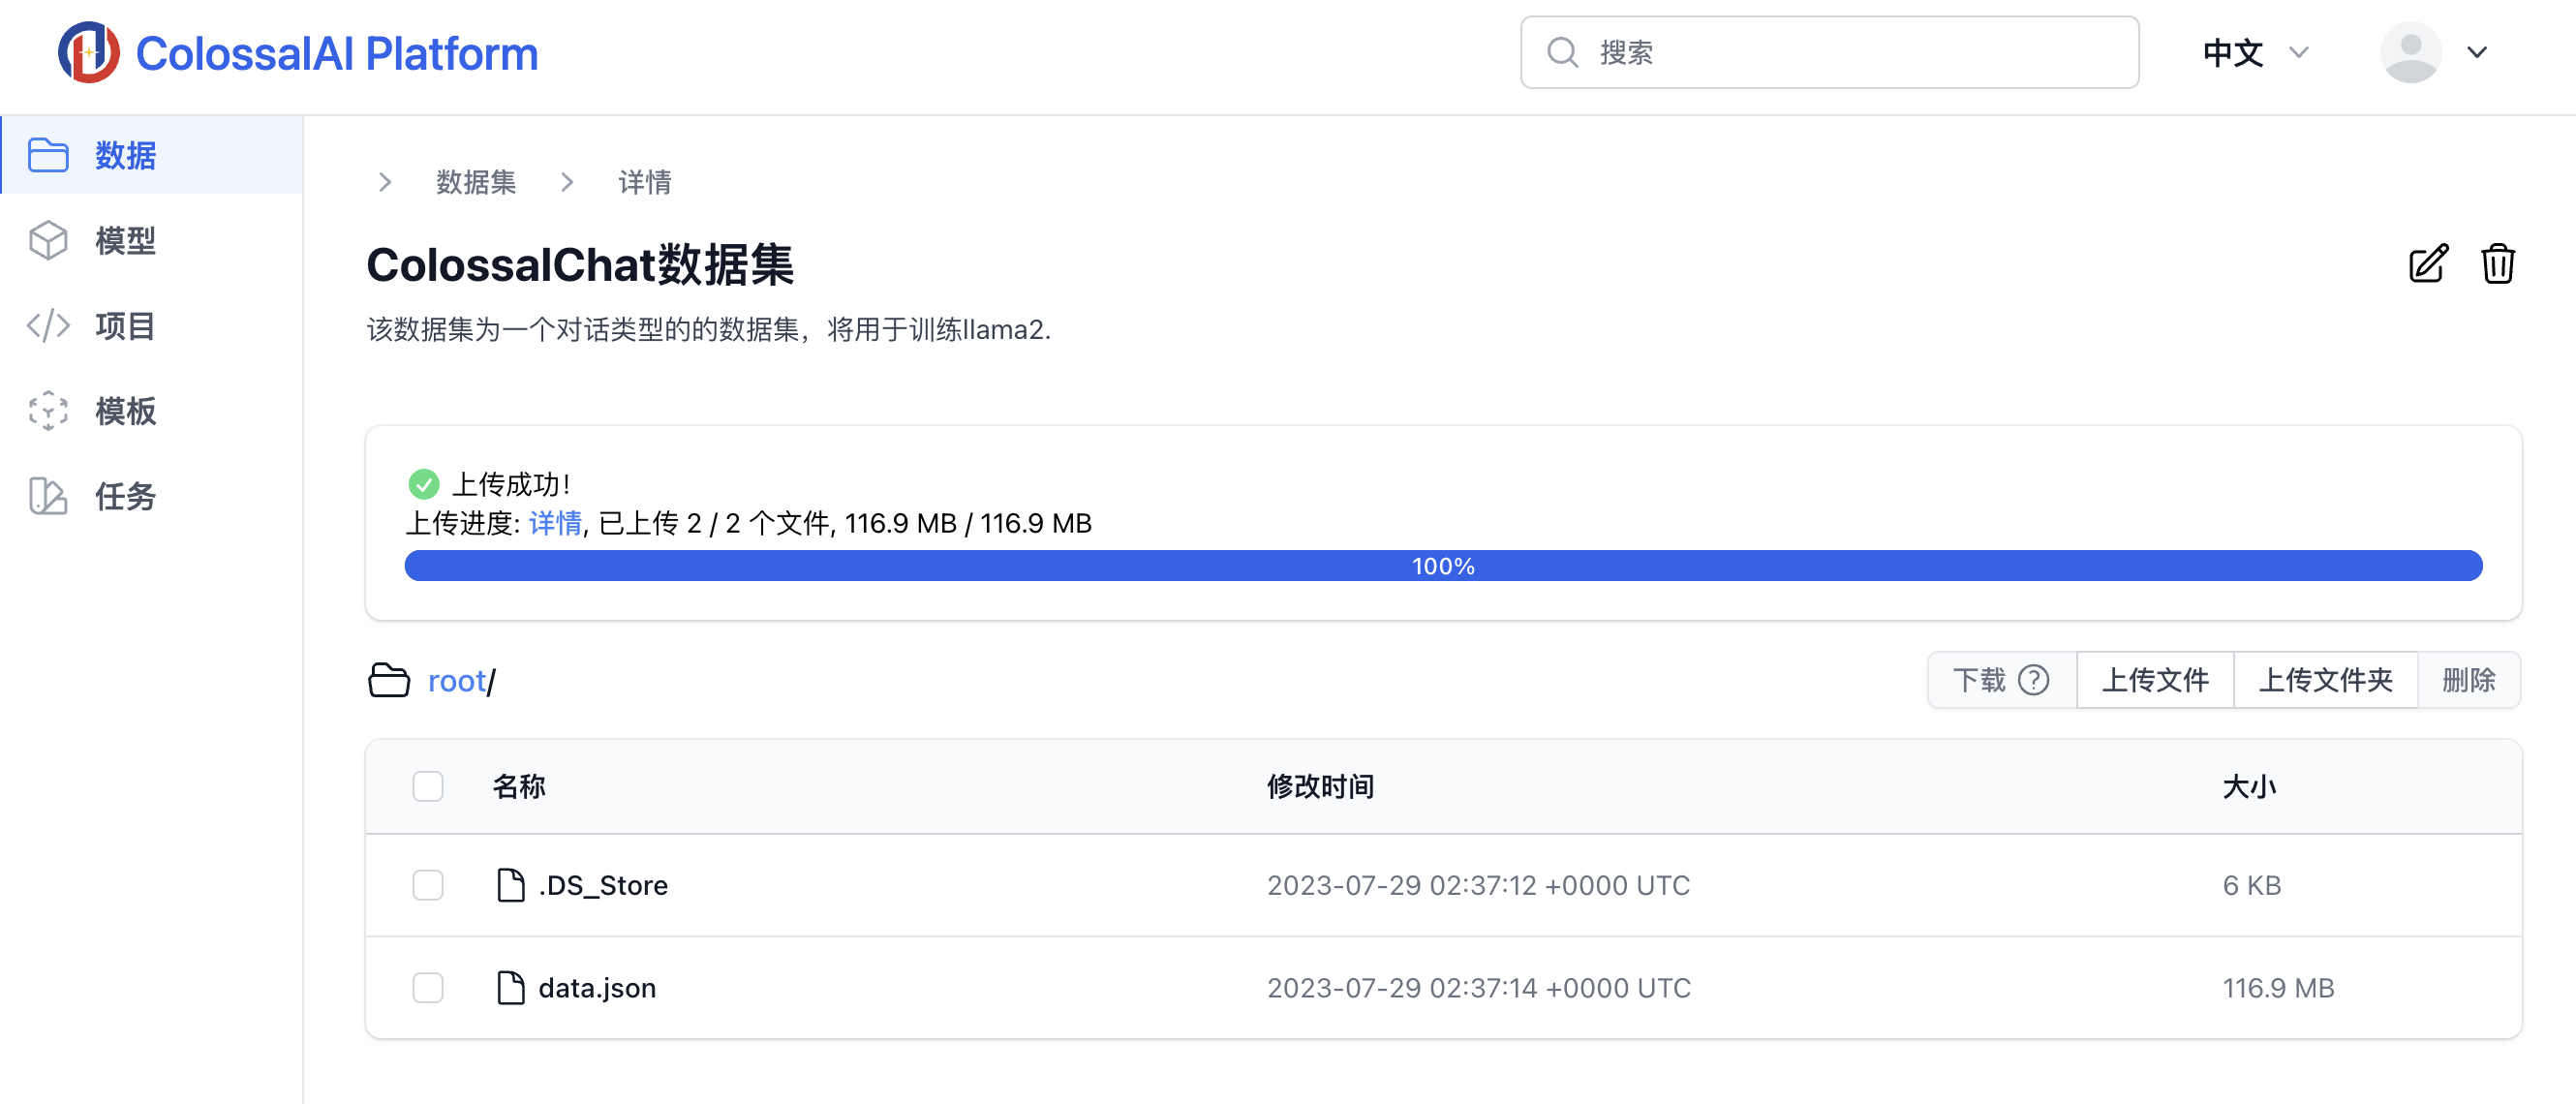 ColossalAI Platform
搜索
中文
数据
模型
项目
模板
任务
数据集
详情
ColossalChat数据集
该数据集为一个对话类型的的数据集，将用于训练llama2.
上传成功!
上传进度: 详情, 已上传 2 / 2 个文件, 116.9 MB / 116.9 MB
100%
root/
下载 ?
上传文件
上传文件夹
删除
名称 修改时间 大小
.DS_Store 2023-07-29 02:37:12 +0000 UTC 6 KB
data.json 2023-07-29 02:37:14 +0000 UTC 116.9 MB